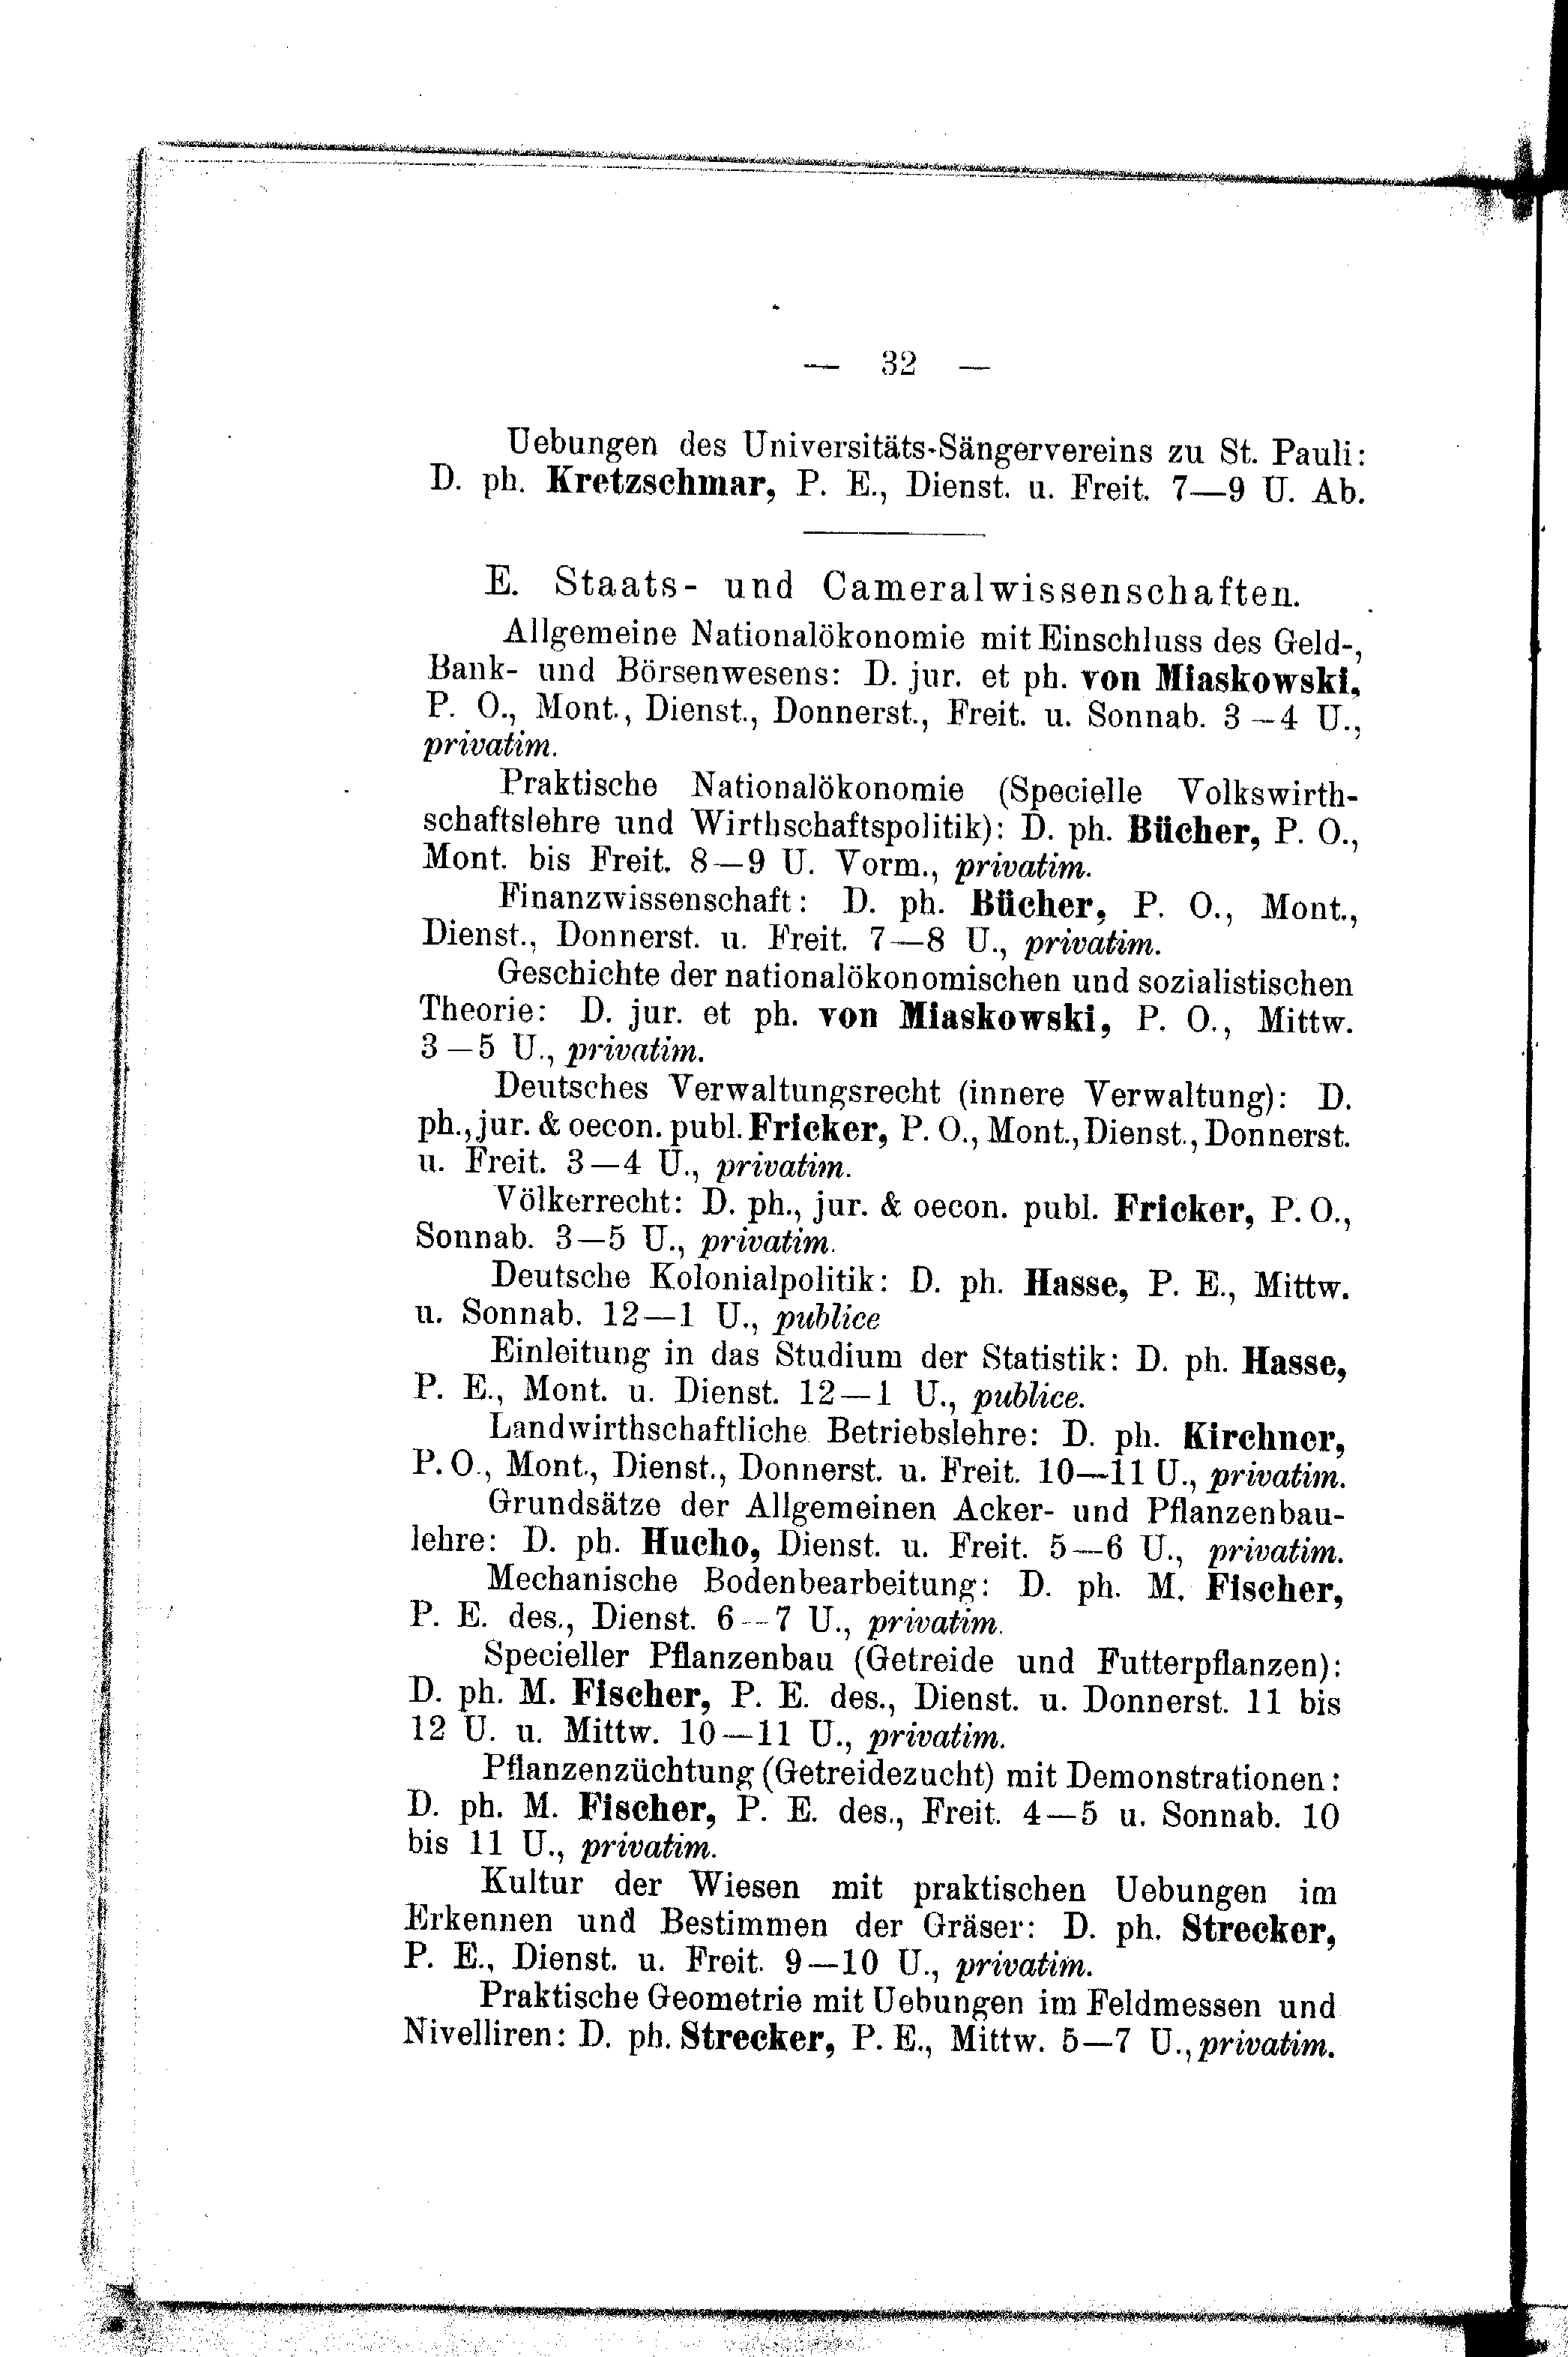 — 32 —
Uebungen des Universitäts-Sängervereins zu St. Pauli:
D. ph. Kretzschmar, P. E., Dienst. u. Freit. 7—9 U. Ab.
E. Staats- und Cameralwissenschaften.
Allgemeine Nationalökonomie mit Einschluss des Geld-,
Bank- und Börsenwesens: D. jur. et ph. von Miaskowski,
P. O., Mont., Dienst., Donnerst., Freit. u. Sonnab. 3—4 U.,
privatim.
Praktische Nationalökonomie (Specielle Volkswirth-
schaftslehre und Wirthschaftspolitik): D. ph. Bücher, P. O.,
Mont. bis Freit. 8—9 U. Vorm., privatim.
Finanzwissenschaft: D. ph. Bücher, P. O., Mont.,
Dienst., Donnerst. u. Freit. 7—8 U., privatim.
Geschichte der nationalökonomischen und sozialistischen
Theorie: D. jur. et ph. von Miaskowski, P. O., Mittw.
3—5 U., privatim.
Deutsches Verwaltungsrecht (innere Verwaltung): D.
ph., jur. & oecon. publ. Fricker, P. O., Mont., Dienst., Donnerst.
u. Freit. 3—4 U., privatim.
Völkerrecht: D. ph., jur. & oecon. publ. Fricker, P. O.,
Sonnab. 3—5 U., privatim.
Deutsche Kolonialpolitik: D. ph. Hasse, P. E., Mittw.
u. Sonnab. 12—1 U., publice
Einleitung in das Studium der Statistik: D. ph. Hasse,
P. E., Mont. u. Dienst. 12—1 U., publice.
Landwirthschaftliche Betriebslehre: D. ph. Kirchner,
P. O., Mont., Dienst., Donnerst. u. Freit. 10—11 U., privatim.
Grundsätze der Allgemeinen Acker- und Pflanzenbau-
lehre: D. ph. Hucho, Dienst. u. Freit. 5—6 U., privatim.
Mechanische Bodenbearbeitung: D. ph. M. Fischer,
P. E. des., Dienst. 6—7 U., privatim.
Specieller Pflanzenbau (Getreide und Futterpflanzen):
D. ph. M. Fischer, P. E. des., Dienst. u. Donnerst. 11 bis
12 U. u. Mittw. 10—11 U., privatim.
Pflanzenzüchtung (Getreidezucht) mit Demonstrationen:
D. ph. M. Fischer, P. E. des., Freit. 4—5 u. Sonnab. 10
bis 11 U., privatim.
Kultur der Wiesen mit praktischen Uebungen im
Erkennen und Bestimmen der Gräser: D. ph. Strecker,
P. E., Dienst. u. Freit. 9—10 U., privatim.
Praktische Geometrie mit Uebungen im Feldmessen und
Nivelliren: D. ph. Strecker, P. E., Mittw. 5—7 U., privatim.